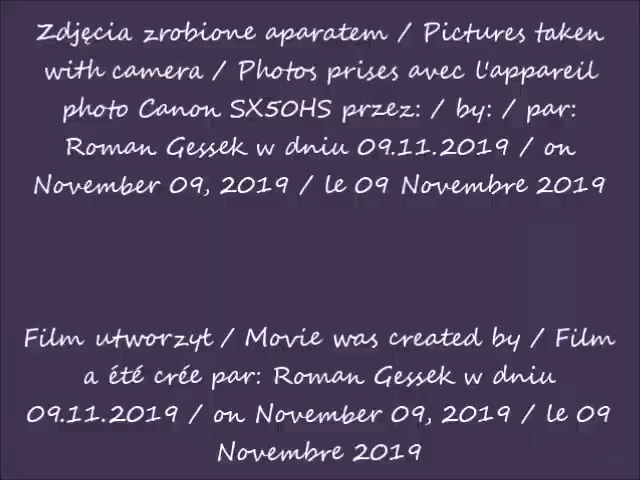 Zdjęcia zrobione aparatem / Pictures taken
with camera / Photos prises avec l'appareil
photo Canon SX50HS przez: / by: / par:
Roman Gessek w dniu 09.11.2019 / on
November 09, 2019 / le 09 Novembre 2019
Film utworzył / Movie was created by / Film
a été crée par: Roman Gessek w dniu
09.11.2019 / on November 09, 2019 / le 09
Novembre 2019